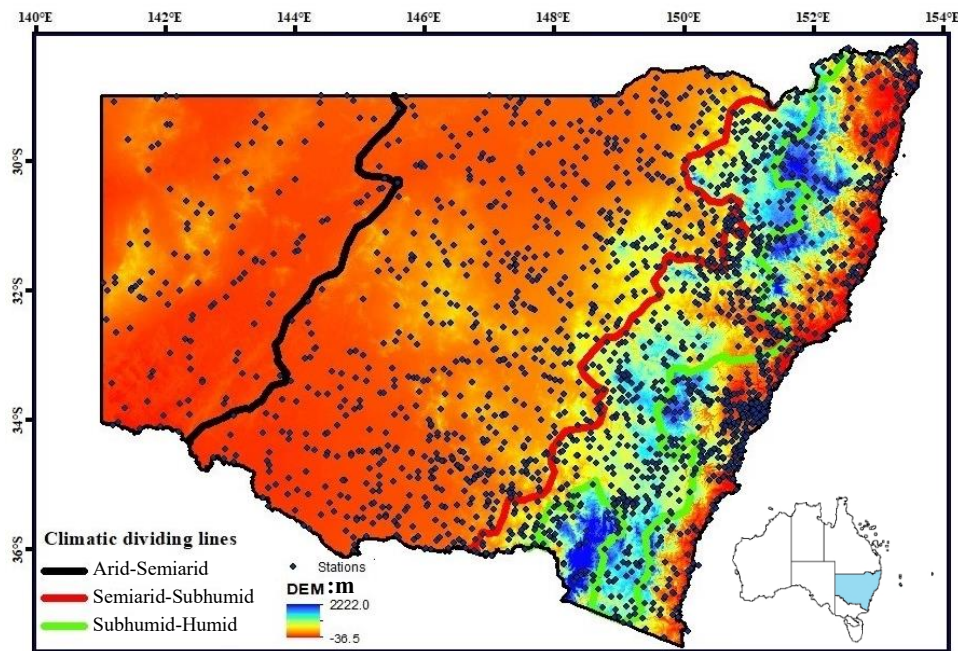 140°E 142°E 144°E 146°E 148°E 150°E 152°E 154°E
30°S
32°S
34°S
36°S
Climatic dividing lines
Arid-Semiarid
Semiarid-Subhumid
Subhumid-Humid
Stations
DEM:m
2222.0
-36.5